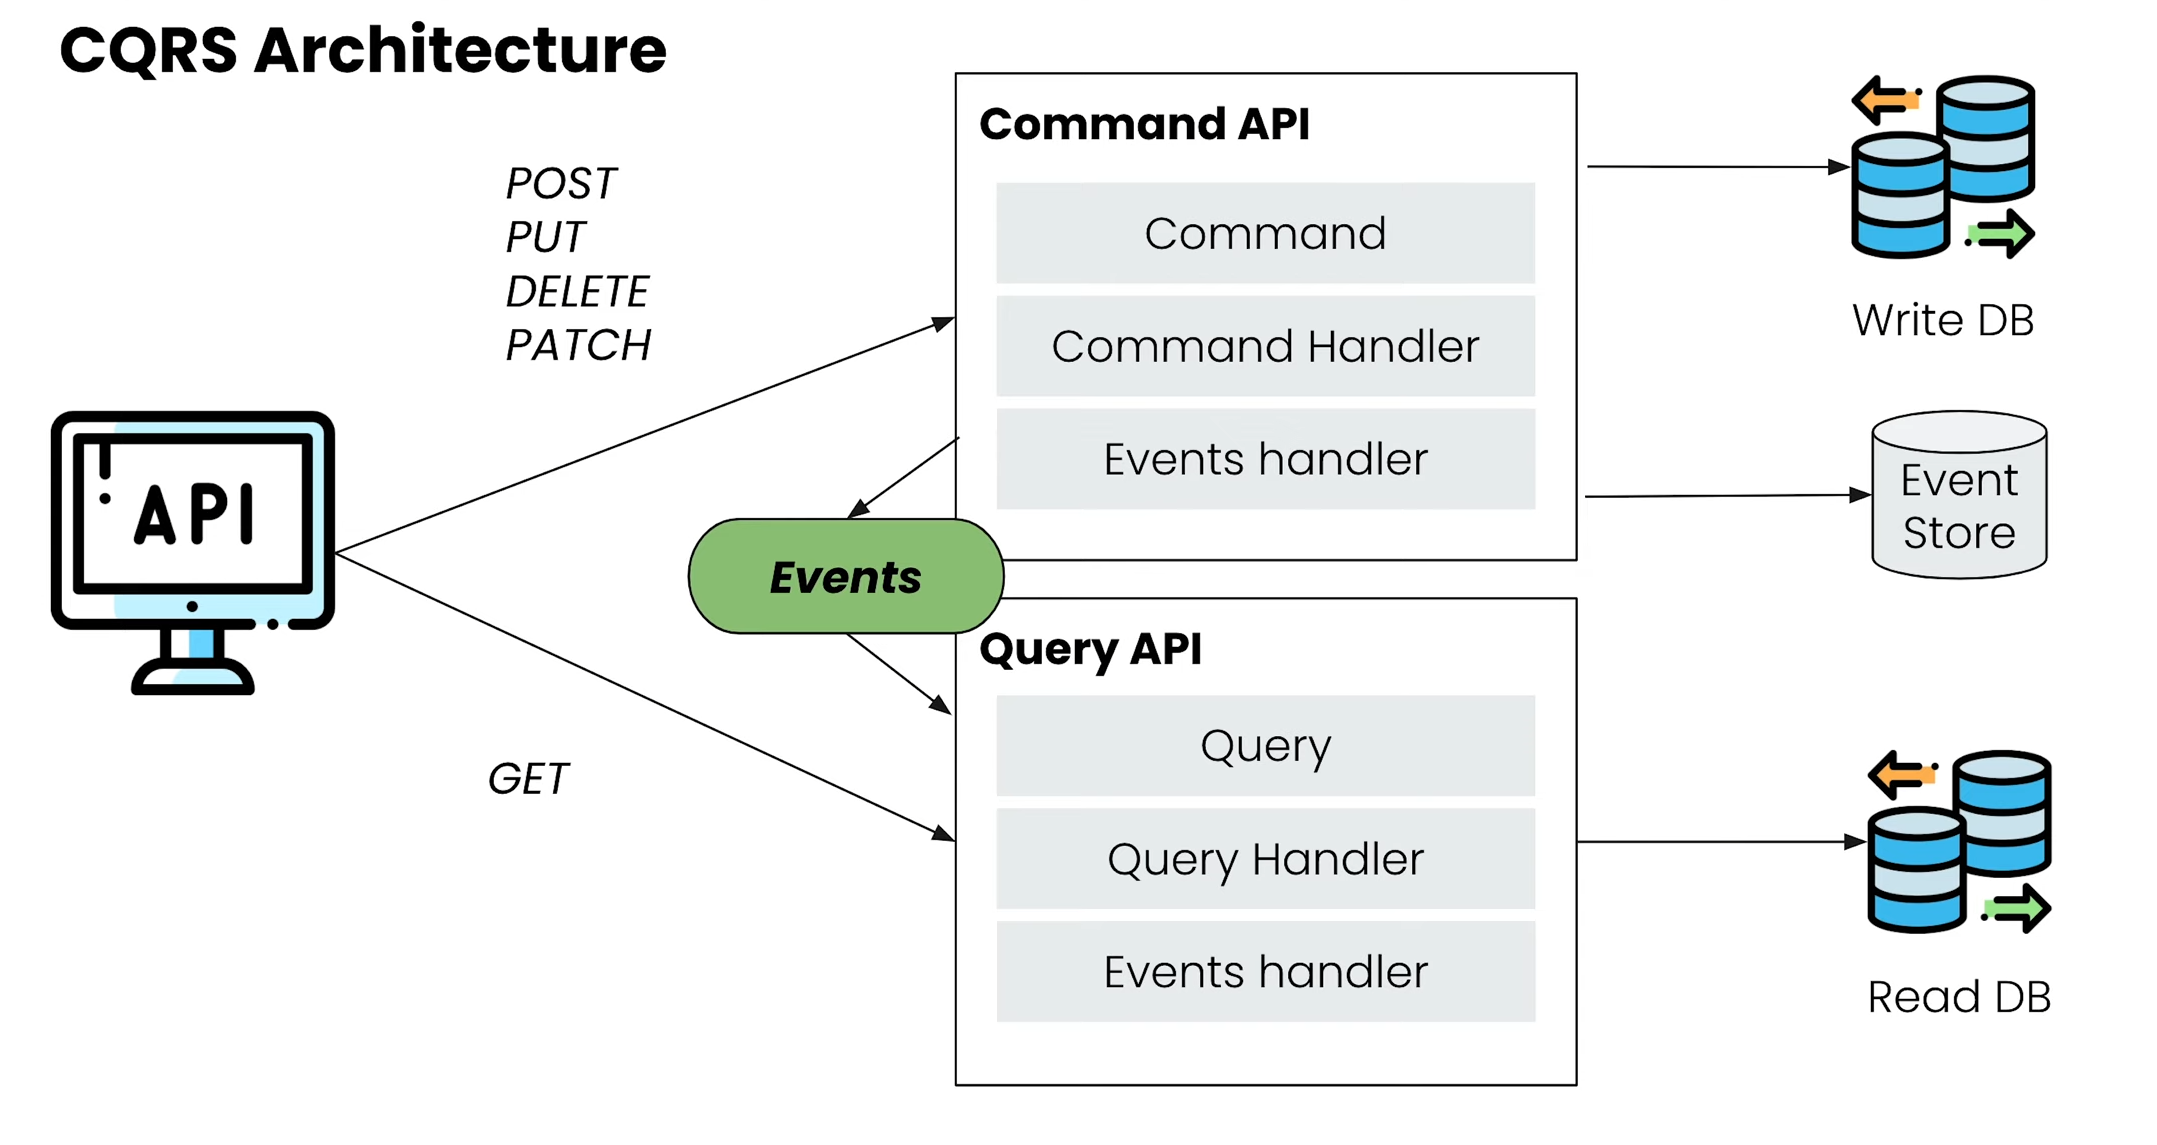 CQRS Architecture
POST
PUT
DELETE
PATCH
API
GET
Events
Command API
Command
Command Handler
Events handler
Query API
Query
Query Handler
Events handler
Write DB
Event
Store
Read DB